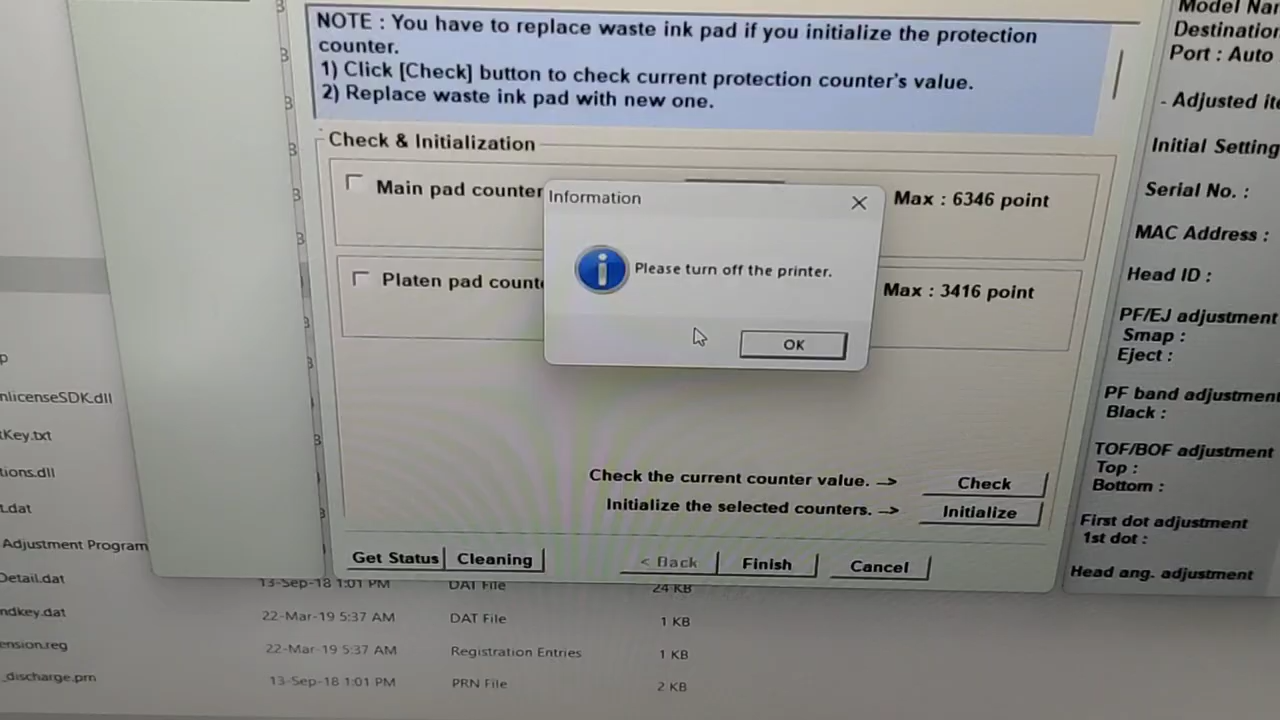 NOTE : You have to replace waste ink pad if you initialize the protection
counter.
1) Click [Check] button to check current protection counter's value.
2) Replace waste ink pad with new one.
Check & Initialization
Main pad counter
Max : 6346 point
Platen pad
Max : 3416 point
Information
Please turn off the printer.
OK
Check the current counter value. -->
Check
Initialize the selected counters. -->
Initialize
Get Status
Cleaning
< Back
Finish
Cancel
Model
Destination
Port : Auto
- Adjusted
Initial Setting
Serial No. :
MAC Address :
Head ID :
PF/EJ adjustment
Smap :
Eject :
PF band adjustment
Black :
TOF/BOF adjustment
Top :
Bottom :
First dot adjustment
1st dot :
Head ang. adjustment
nlicenseSDK.dll
tKey.txt
tions.dll
t.dat
Adjustment Program
Detail.dat
13-Sep-18 1:01 PM
DAT File
24 KB
ndkey.dat
22-Mar-19 5:37 AM
DAT File
1 KB
ension.reg
22-Mar-19 5:37 AM
Registration Entries
1 KB
_discharge.prn
13-Sep-18 1:01 PM
PRN File
2 KB